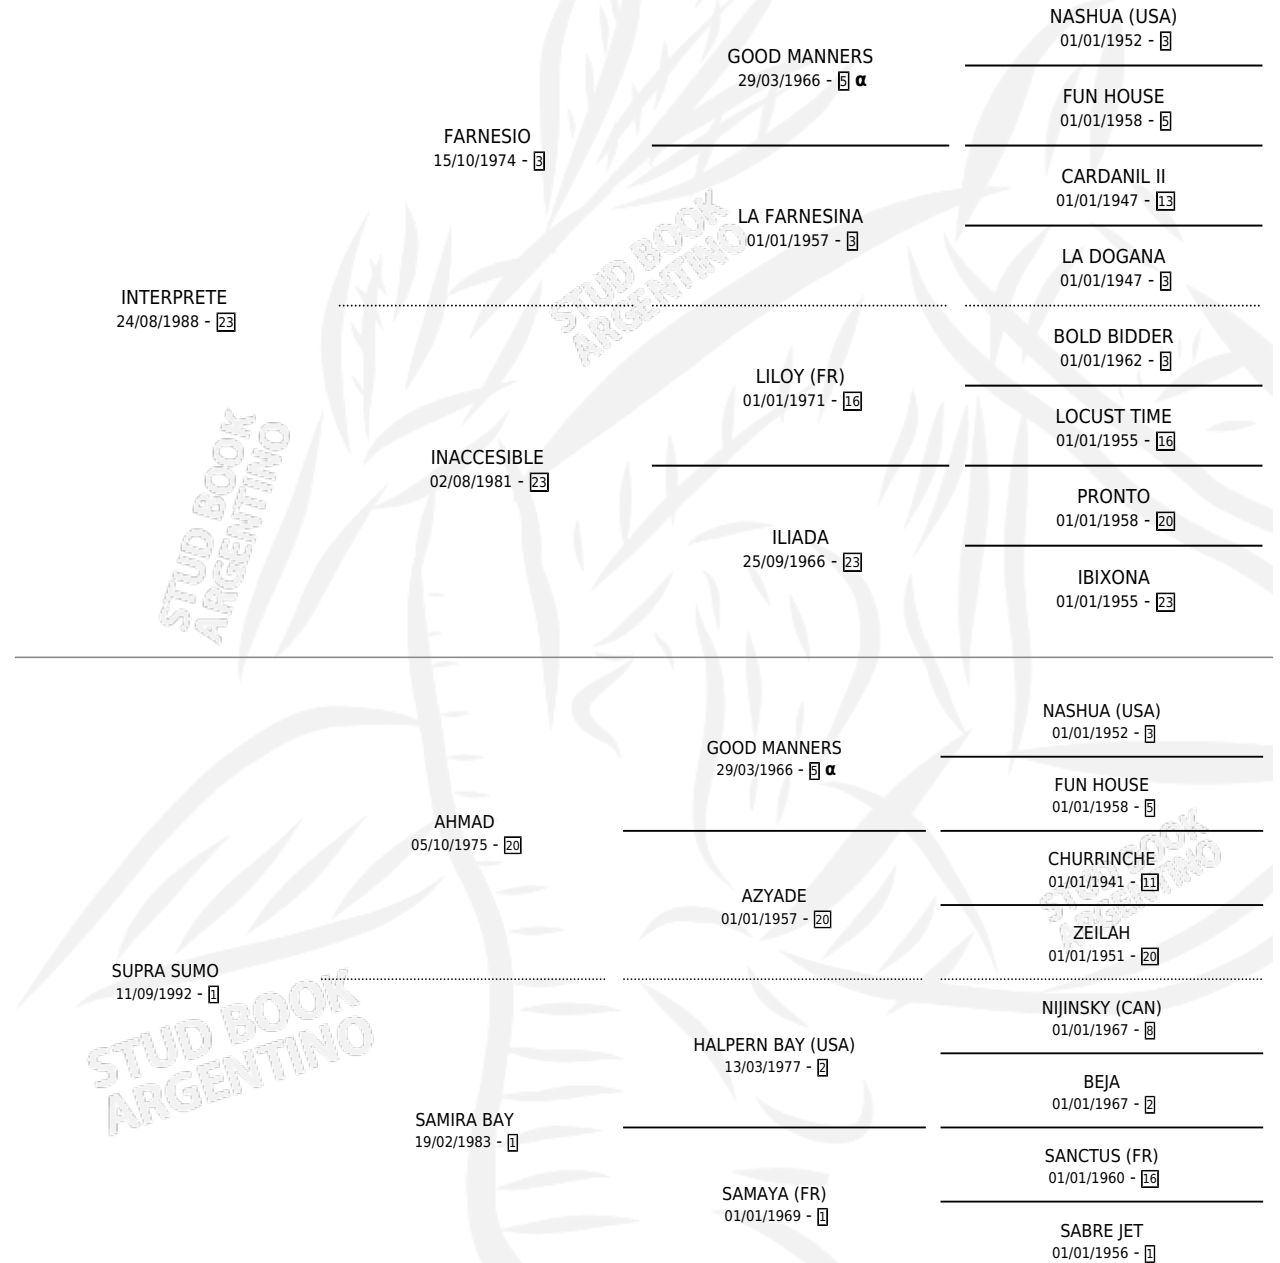 NASHUA (USA)
01/01/1952 - 3
GOOD MANNERS
29/03/1966 - 5 α
FUN HOUSE
01/01/1958 - 5
FARNESIO
15/10/1974 - 3
CARDANIL II
01/01/1947 - 13
LA FARNESINA
01/01/1957 - 3
LA DOGANA
01/01/1947 - 3
INTERPRETE
24/08/1988 - 23
BOLD BIDDER
01/01/1962 - 3
LILOY (FR)
01/01/1971 - 16
LOCUST TIME
01/01/1955 - 16
INACCESIBLE
02/08/1981 - 23
PRONTO
01/01/1958 - 20
ILIADA
25/09/1966 - 23
IBIXONA
01/01/1955 - 23
STUD BOOK
ARGENTINO
STUD BOOK
ARGENTINO
NASHUA (USA)
01/01/1952 - 3
GOOD MANNERS
29/03/1966 - 5 α
FUN HOUSE
01/01/1958 - 5
AHMAD
05/10/1975 - 20
CHURRINCHE
01/01/1941 - 11
AZYADE
01/01/1957 - 20
ZEILAH
01/01/1951 - 20
SUPRA SUMO
11/09/1992 - 1
NIJINSKY (CAN)
01/01/1967 - 8
HALPERN BAY (USA)
13/03/1977 - 2
BEJA
01/01/1967 - 2
SAMIRA BAY
19/02/1983 - 1
SANCTUS (FR)
01/01/1960 - 16
SAMAYA (FR)
01/01/1969 - 1
SABRE JET
01/01/1956 - 1
STUD BOOK
ARGENTINO
STUD BOOK
ARGENTINO